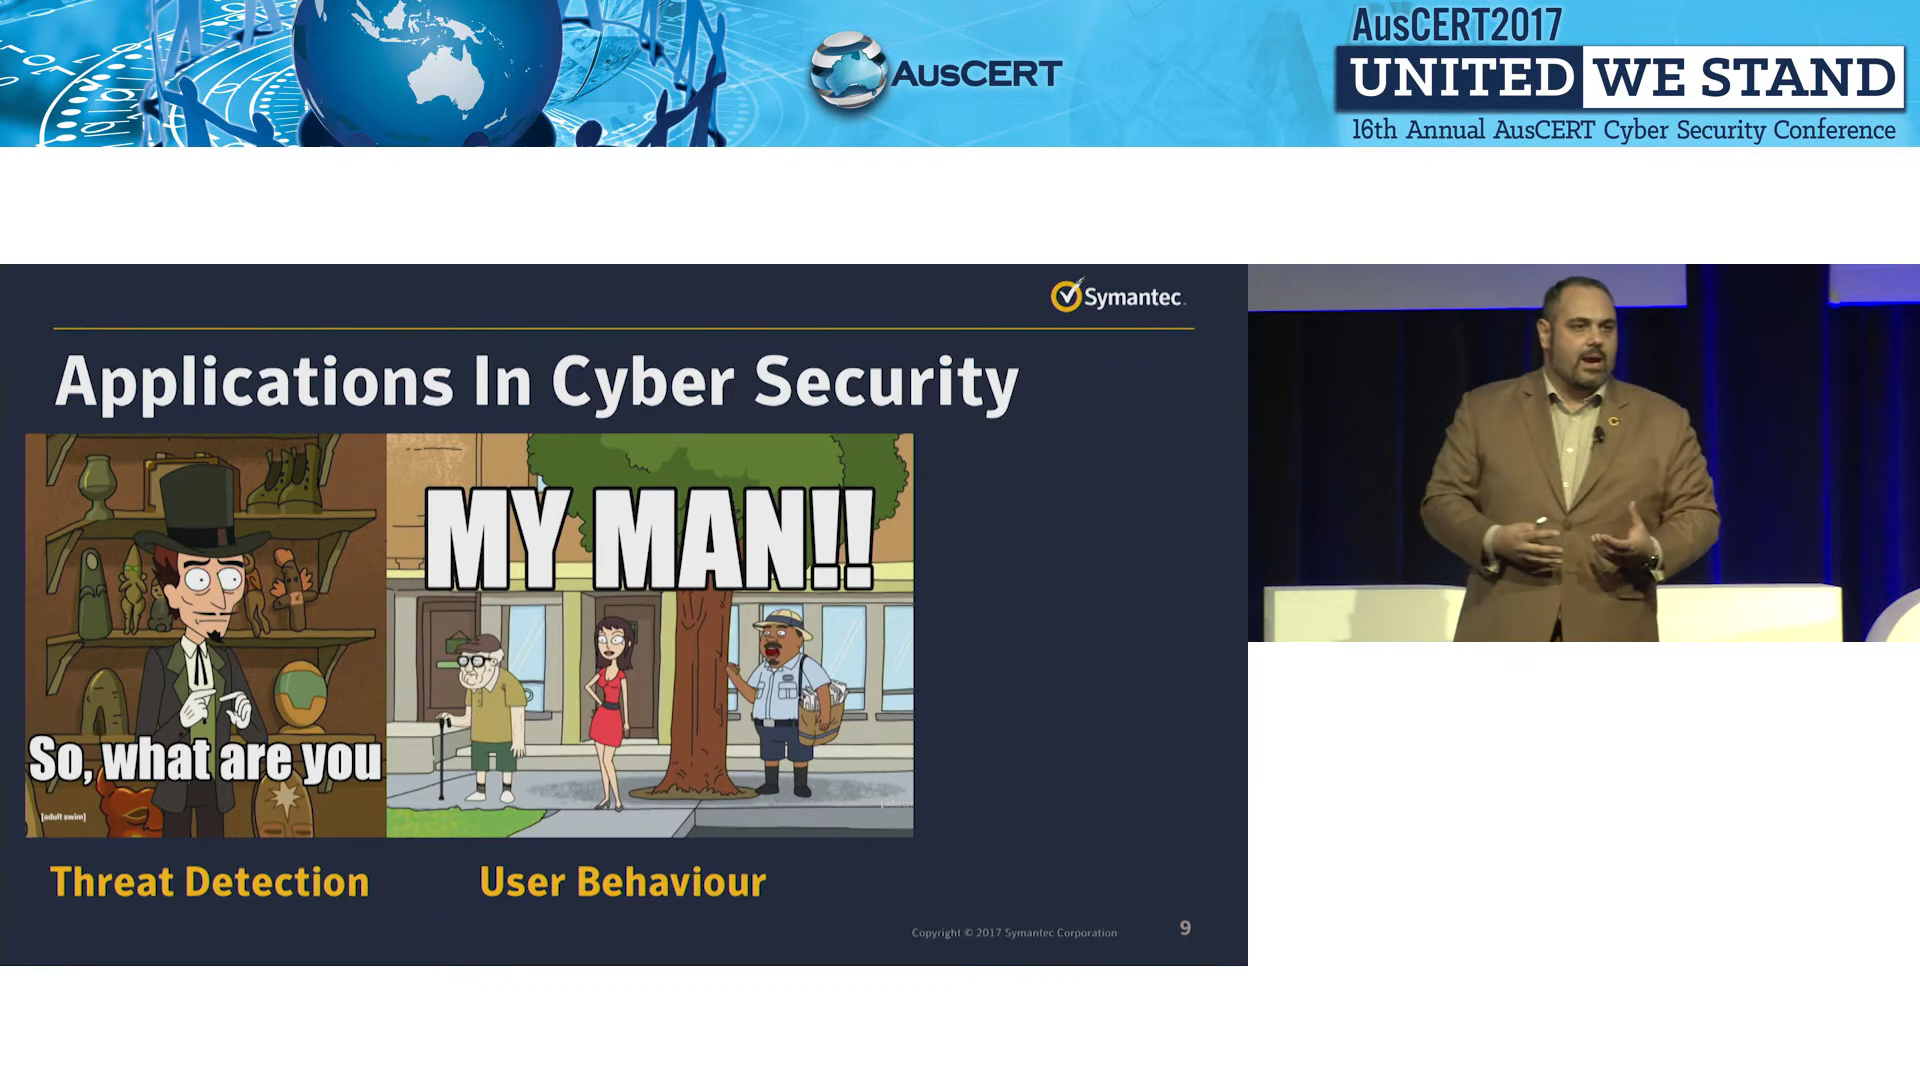 AusCERT2017
AusCERT
UNITED WE STAND
16th Annual AusCERT Cyber Security Conference
Symantec
Applications In Cyber Security
MY MAN!!
So, what are you
[adult swim]
Threat Detection
User Behaviour
Copyright © 2017 Symantec Corporation
9